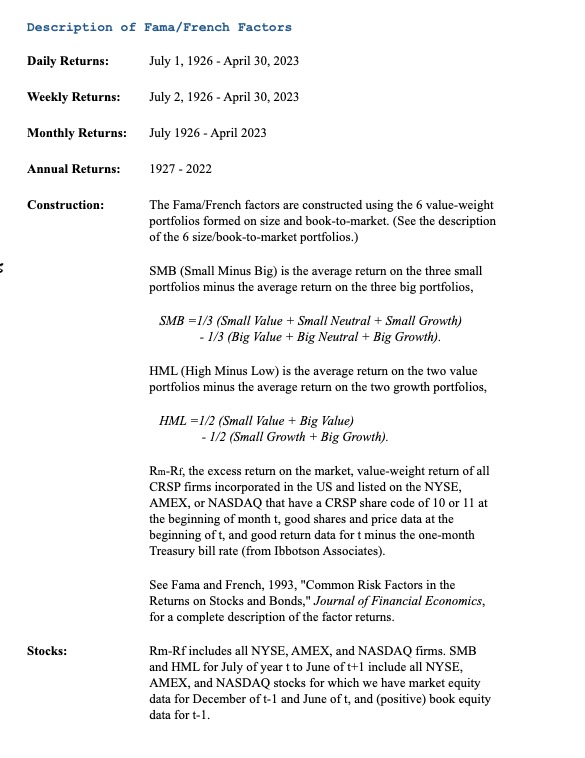 Description of Fama/French Factors
Daily Returns: July 1, 1926 - April 30, 2023
Weekly Returns: July 2, 1926 - April 30, 2023
Monthly Returns: July 1926 - April 2023
Annual Returns: 1927 - 2022
Construction: The Fama/French factors are constructed using the 6 value-weight
portfolios formed on size and book-to-market. (See the description
of the 6 size/book-to-market portfolios.)
SMB (Small Minus Big) is the average return on the three small
portfolios minus the average return on the three big portfolios,
SMB =1/3 (Small Value + Small Neutral + Small Growth)
- 1/3 (Big Value + Big Neutral + Big Growth).
HML (High Minus Low) is the average return on the two value
portfolios minus the average return on the two growth portfolios,
HML =1/2 (Small Value + Big Value)
- 1/2 (Small Growth + Big Growth).
Rm-Rf, the excess return on the market, value-weight return of all
CRSP firms incorporated in the US and listed on the NYSE,
AMEX, or NASDAQ that have a CRSP share code of 10 or 11 at
the beginning of month t, good shares and price data at the
beginning of t, and good return data for t minus the one-month
Treasury bill rate (from Ibbotson Associates).
See Fama and French, 1993, "Common Risk Factors in the
Returns on Stocks and Bonds," Journal of Financial Economics,
for a complete description of the factor returns.
Stocks: Rm-Rf includes all NYSE, AMEX, and NASDAQ firms. SMB
and HML for July of year t to June of t+1 include all NYSE,
AMEX, and NASDAQ stocks for which we have market equity
data for December of t-1 and June of t, and (positive) book equity
data for t-1.